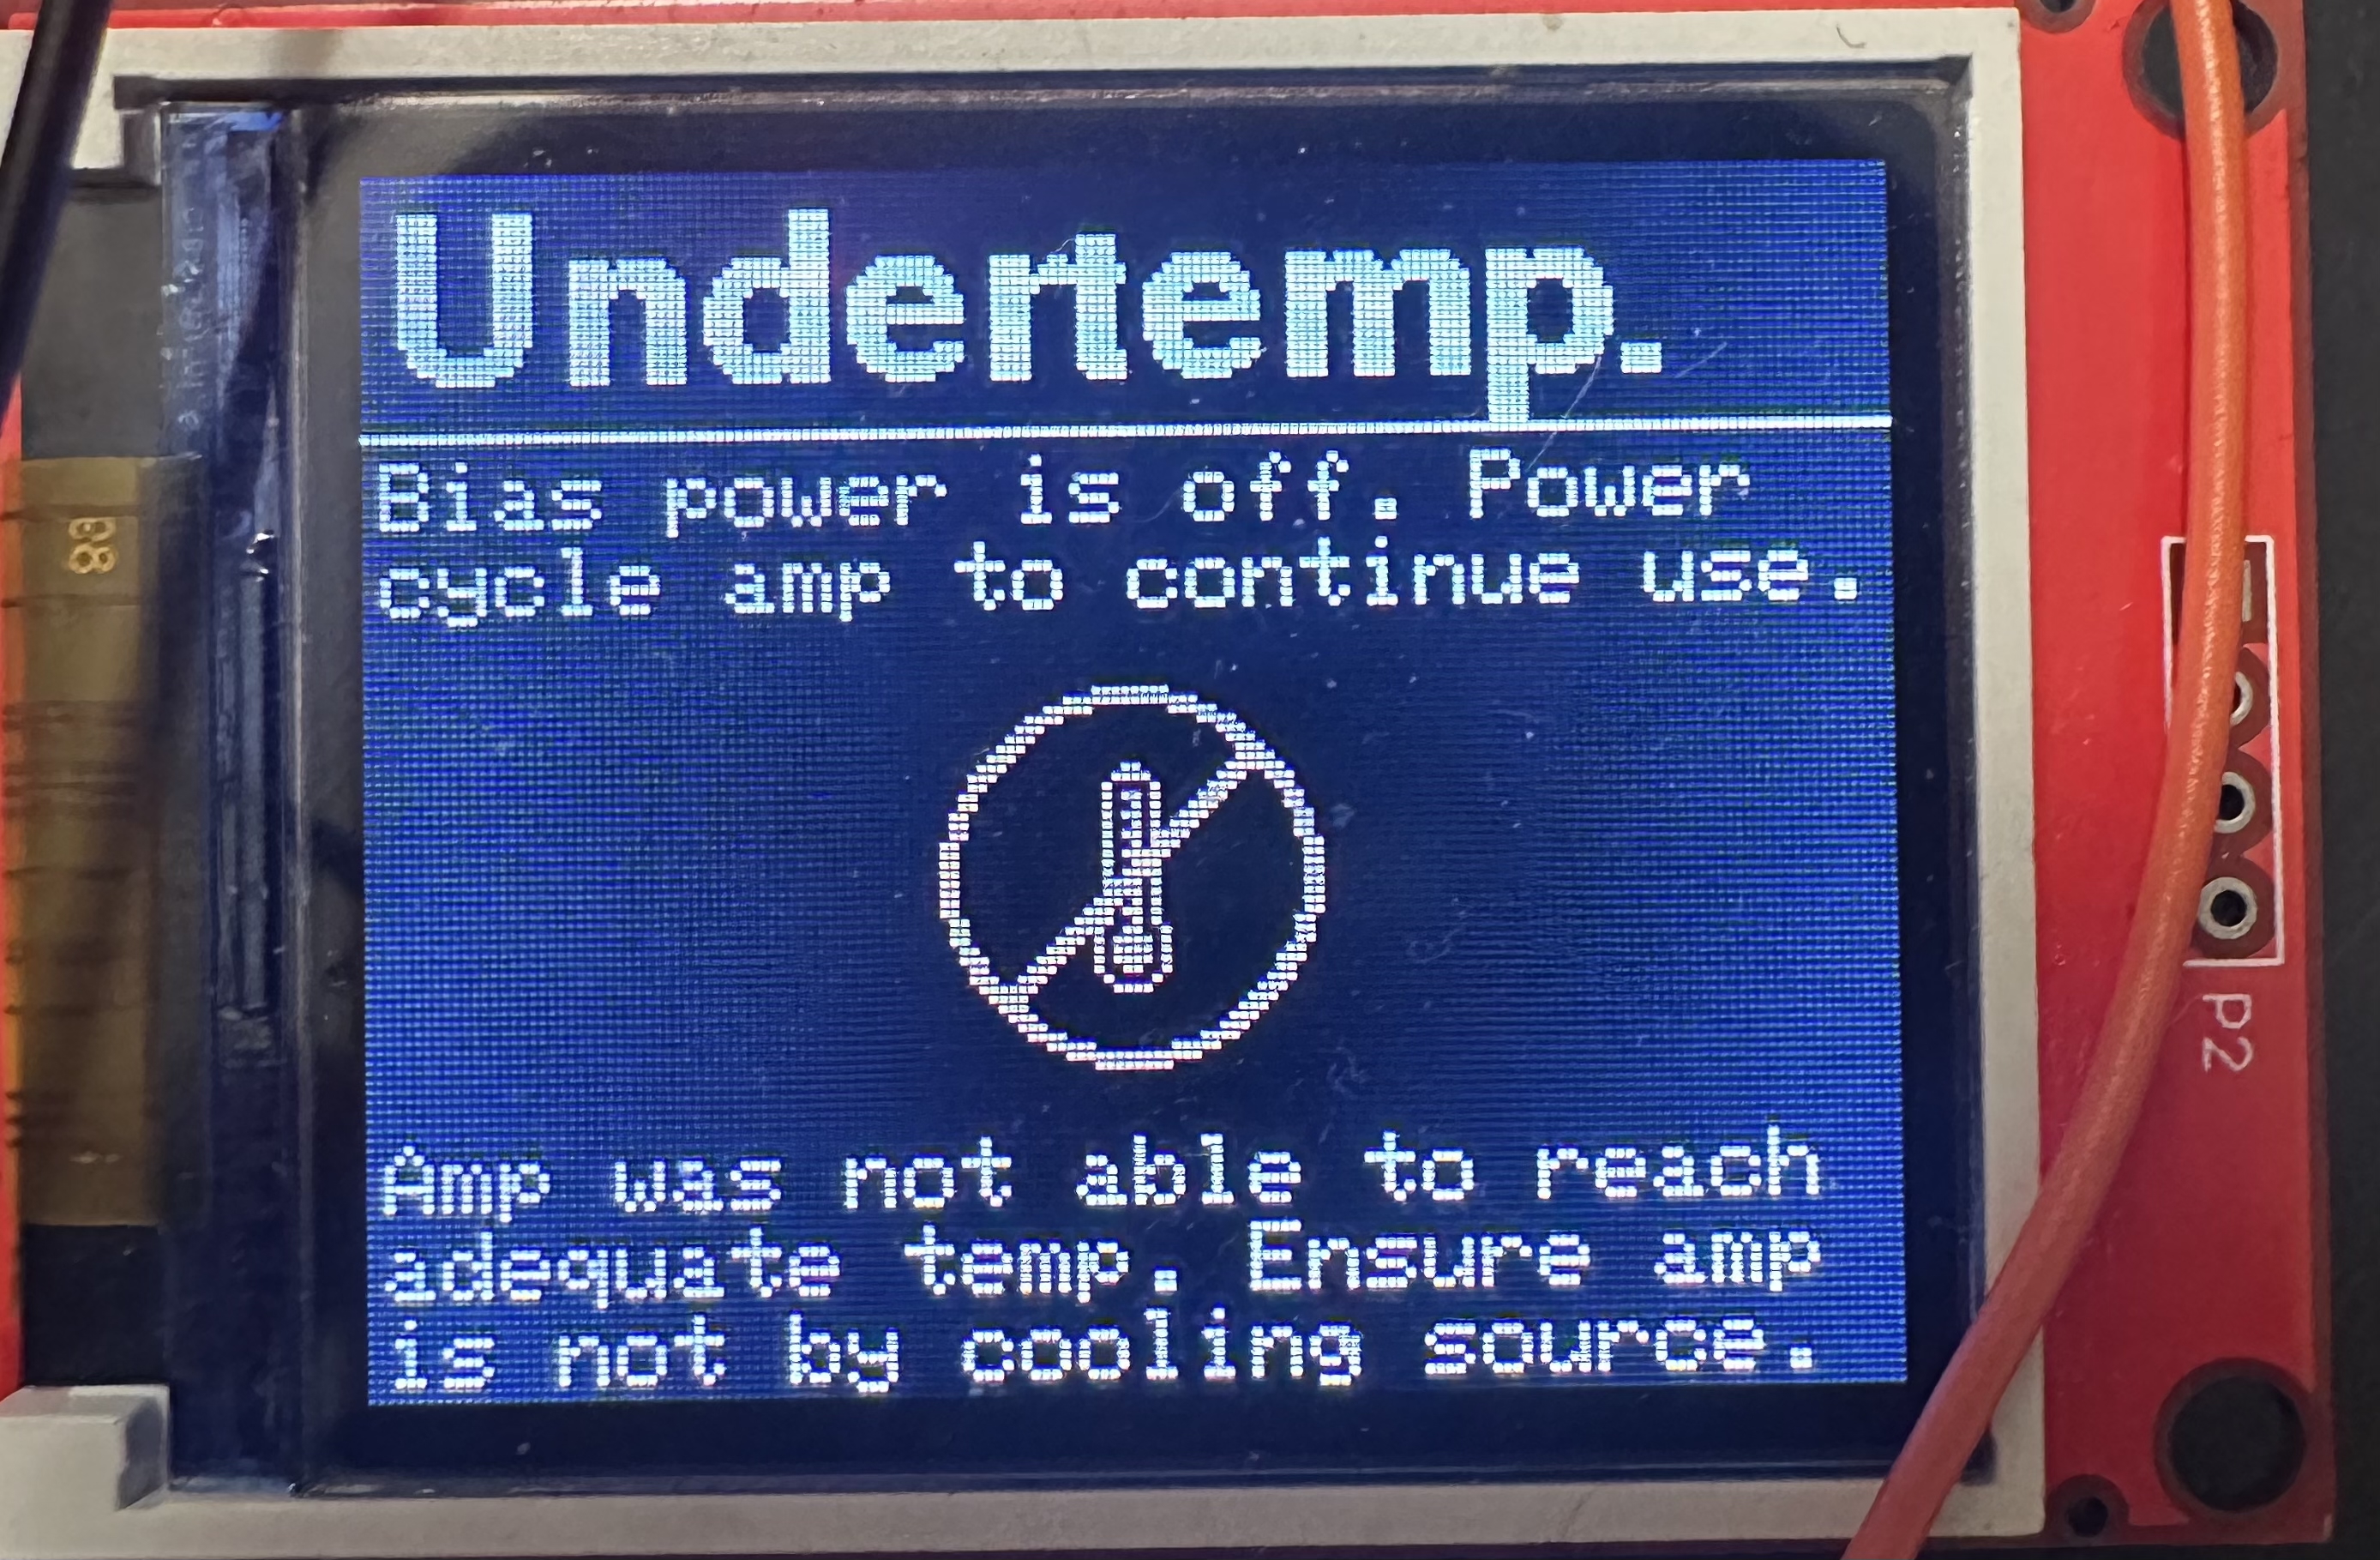 Undertemp.
Bias power is off. Power
cycle amp to continue use.
Amp was not able to reach
adequate temp. Ensure amp
is not by cooling source.
98
P2